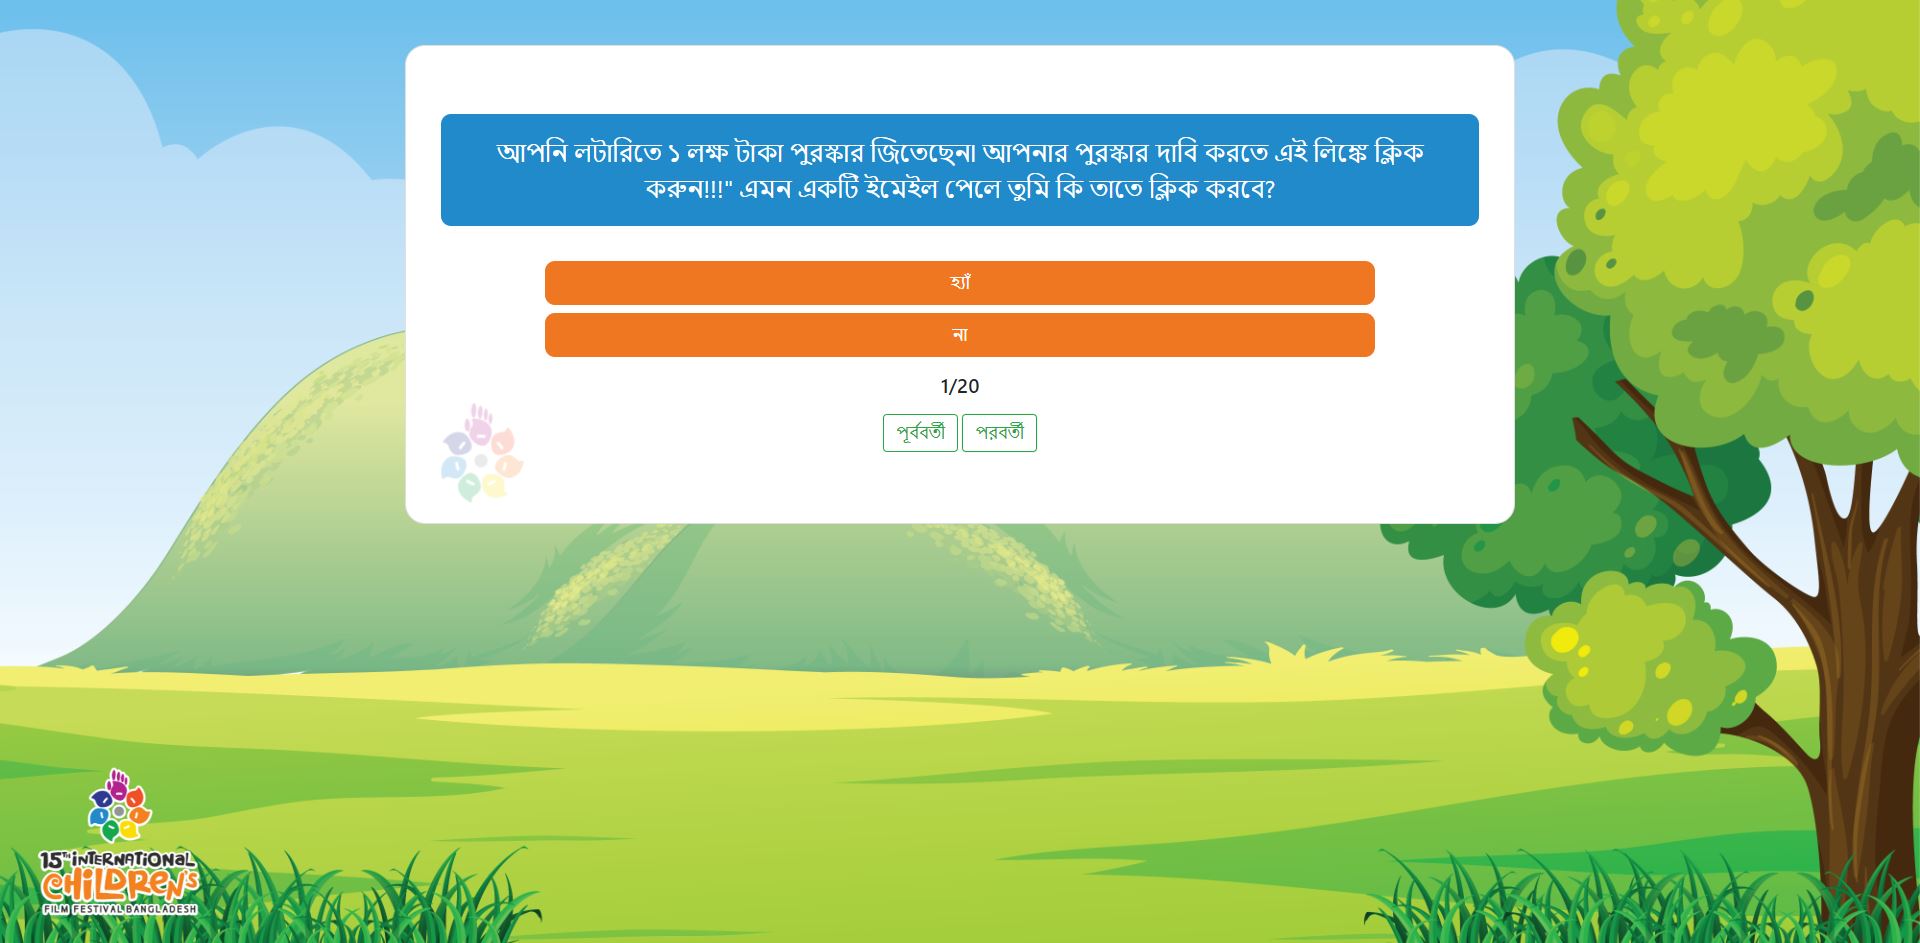 আপনি লটারিতে ১ লক্ষ টাকা পুরস্কার জিতেছেন। আপনার পুরস্কার দাবি করতে এই লিঙ্কে ক্লিক
করুন!!!" এমন একটি ইমেইল পেলে তুমি কি তাতে ক্লিক করবে?
হ্যাঁ
না
1/20
পূর্ববর্তী পরবর্তী
15TH INTERNATIONAL
CHILDREN'S
FILM FESTIVAL BANGLADESH